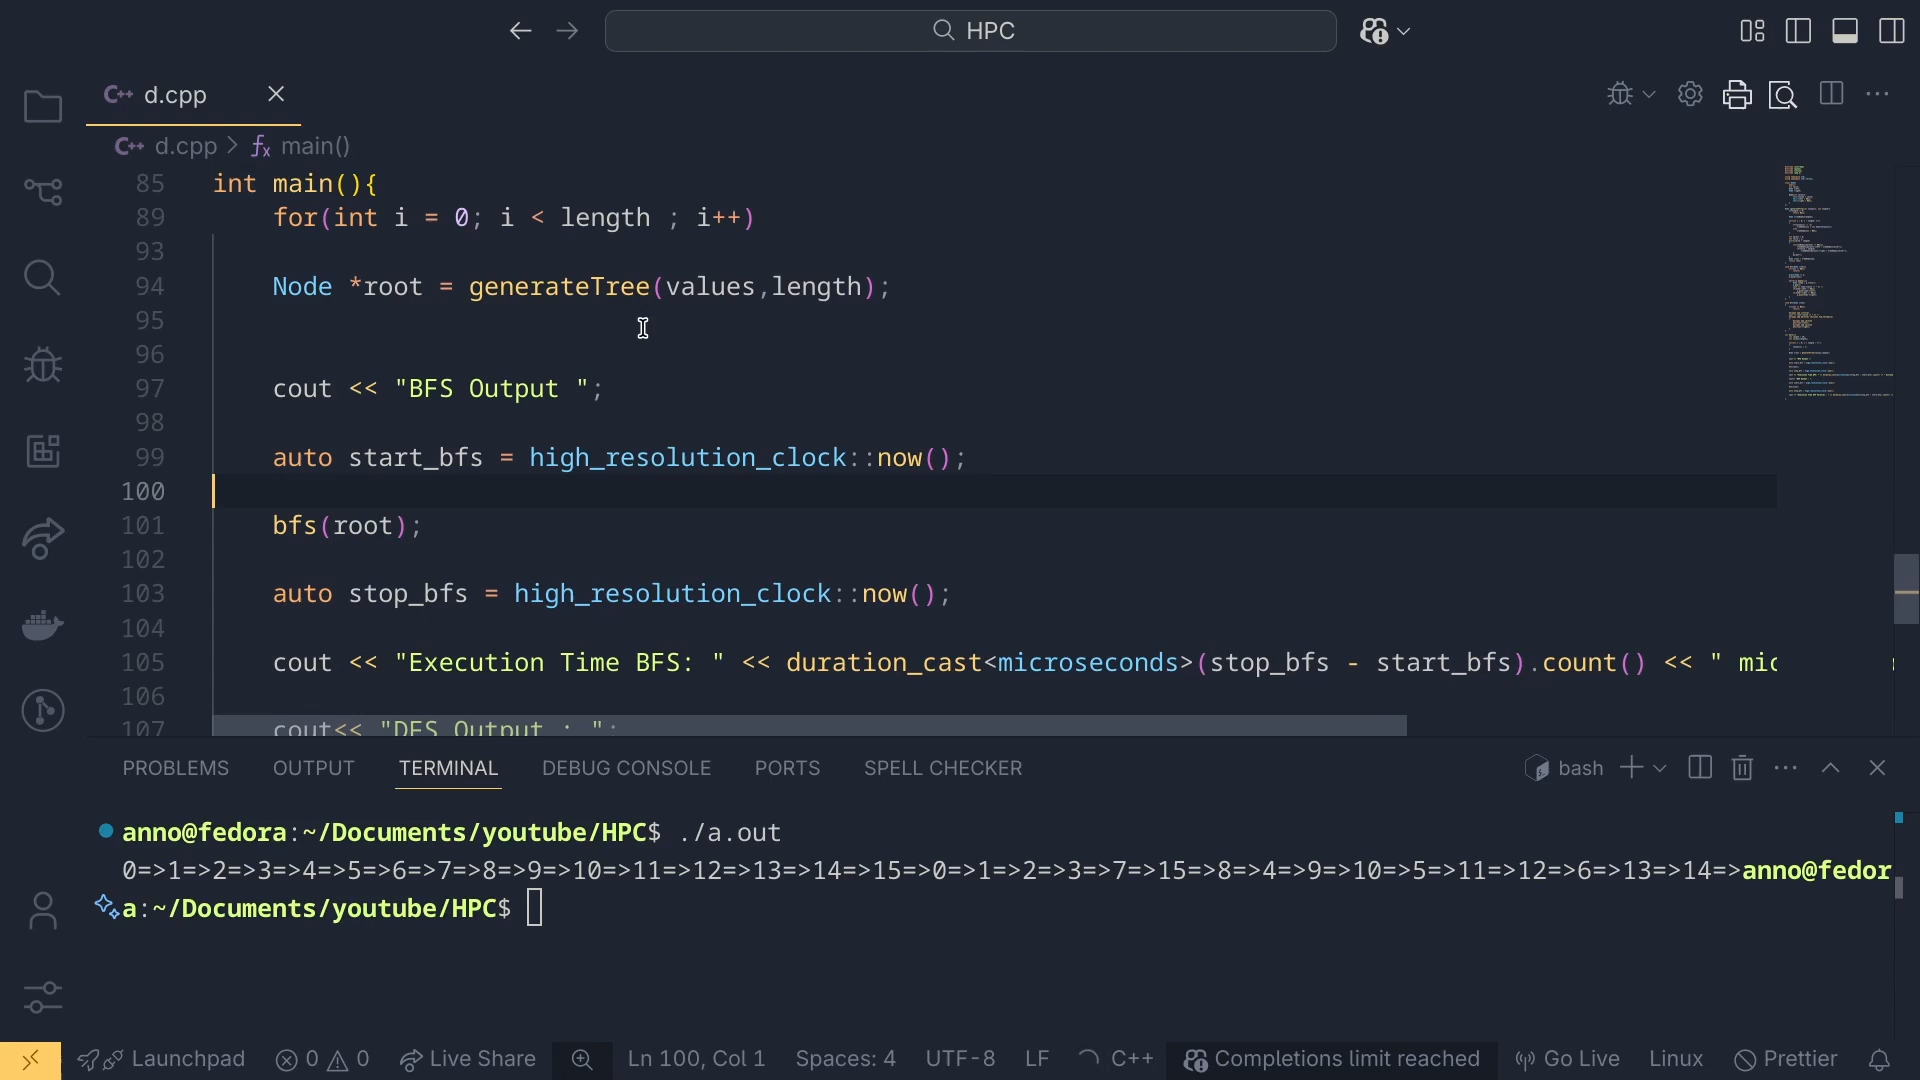 HPC
C++ d.cpp
C++ d.cpp > fx main()
85 int main(){
89 for(int i = 0; i < length ; i++)
93
94 Node *root = generateTree(values,length);
95
96
97 cout << "BFS Output ";
98
99 auto start_bfs = high_resolution_clock::now();
100
101 bfs(root);
102
103 auto stop_bfs = high_resolution_clock::now();
104
105 cout << "Execution Time BFS: " << duration_cast<microseconds>(stop_bfs - start_bfs).count() << " mic
106
107 cout<< "DFS Output : ";
PROBLEMS OUTPUT TERMINAL DEBUG CONSOLE PORTS SPELL CHECKER bash
anno@fedora:~/Documents/youtube/HPC$ ./a.out
0=>1=>2=>3=>4=>5=>6=>7=>8=>9=>10=>11=>12=>13=>14=>15=>0=>1=>2=>3=>7=>15=>8=>4=>9=>10=>5=>11=>12=>6=>13=>14=>anno@fedor
a:~/Documents/youtube/HPC$
Launchpad 0 0 Live Share Ln 100, Col 1 Spaces: 4 UTF-8 LF C++ Completions limit reached Go Live Linux Prettier